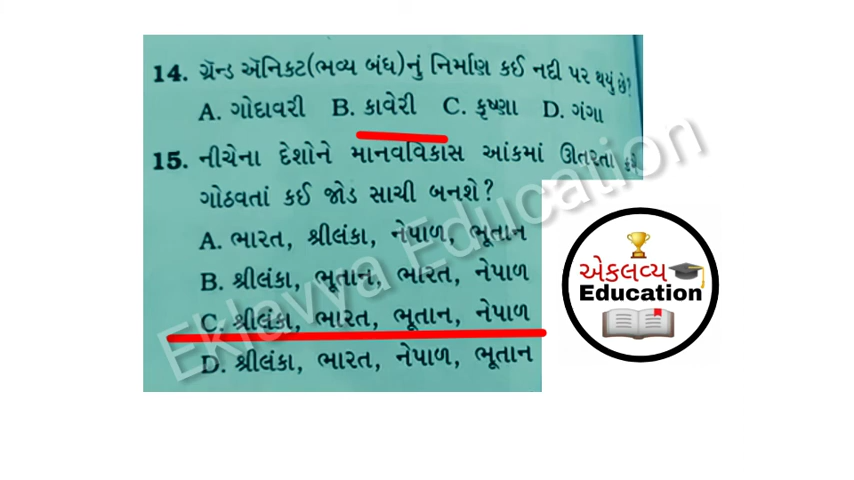 14. ગ્રૅન્ડ ઍનિકટ(ભવ્ય બંધ)નું નિર્માણ કઈ નદી પર થયું છે?
A. ગોદાવરી B. કાવેરી C. કૃષ્ણા D. ગંગા
15. નીચેના દેશોને માનવવિકાસ આંકમાં ઊતરતા
ગોઠવતાં કઈ જોડ સાચી બનશે?
A. ભારત, શ્રીલંકા, નેપાળ, ભૂતાન
B. શ્રીલંકા, ભૂતાન, ભારત, નેપાળ
C. શ્રીલંકા, ભારત, ભૂતાન, નેપાળ
D. શ્રીલંકા, ભારત, નેપાળ, ભૂતાન
Eklavya Education
એકલવ્ય
Education